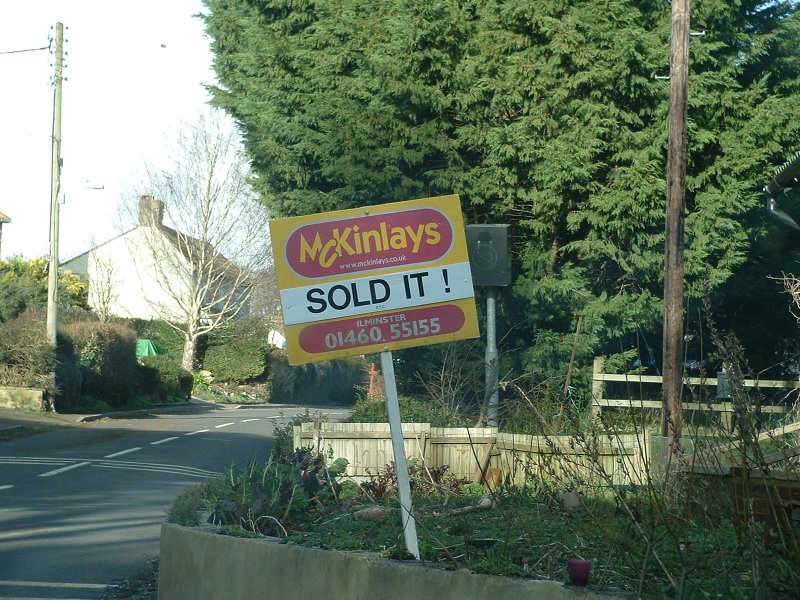 McKinlays
www.mckinlays.co.uk
SOLD IT !
ILMINSTER
01460 55155